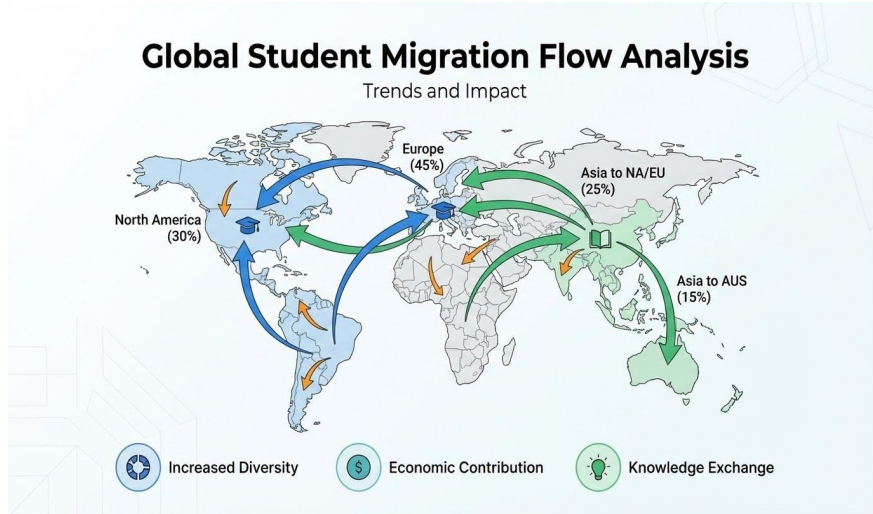 Global Student Migration Flow Analysis
Trends and Impact
Europe
(45%)
Asia to NA/EU
(25%)
North America
(30%)
Asia to AUS
(15%)
$
Increased Diversity
Economic Contribution
Knowledge Exchange